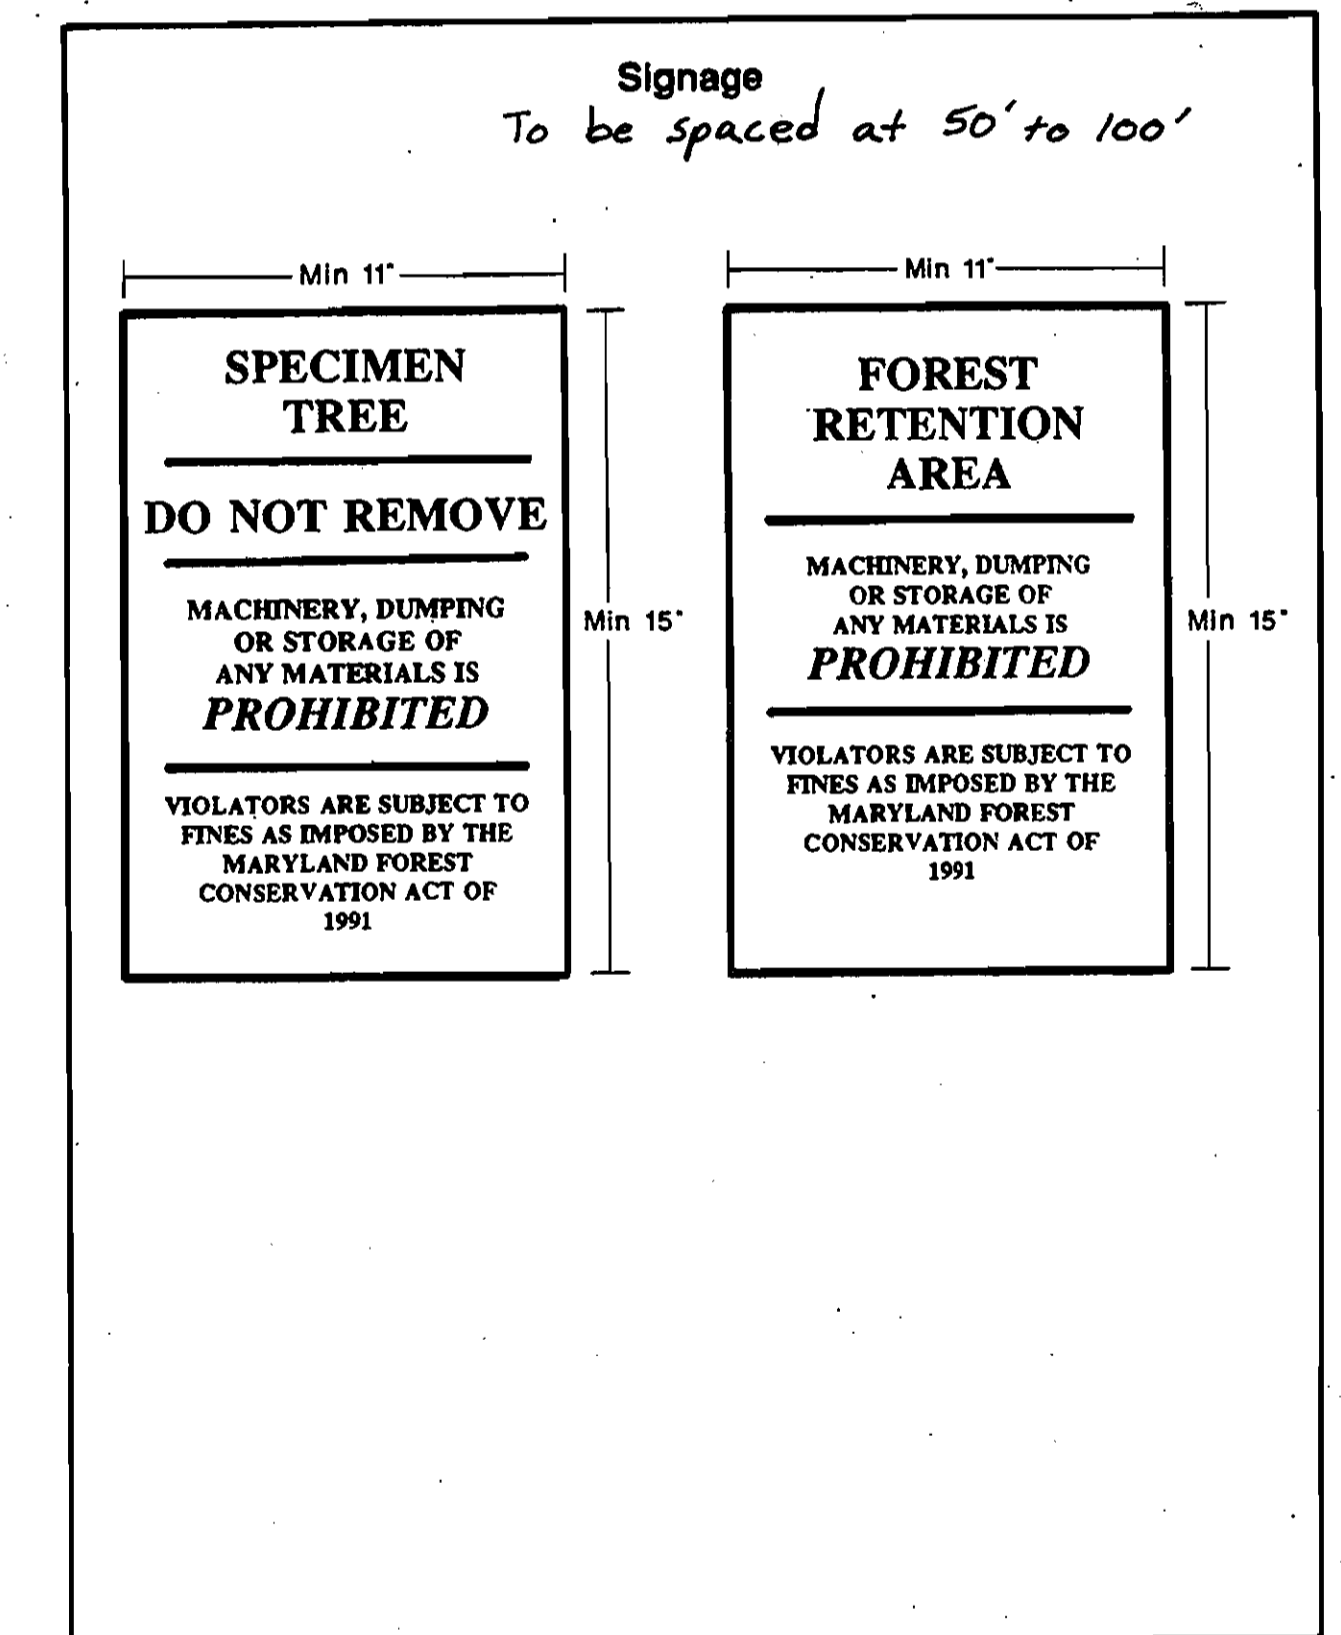 Signage
To be spaced at 50' to 100'
Min 11"
SPECIMEN
TREE
DO NOT REMOVE
MACHINERY, DUMPING
OR STORAGE OF
ANY MATERIALS IS
PROHIBITED
VIOLATORS ARE SUBJECT TO
FINES AS IMPOSED BY THE
MARYLAND FOREST
CONSERVATION ACT OF
1991
Min 15"
Min 11"
FOREST
RETENTION
AREA
MACHINERY, DUMPING
OR STORAGE OF
ANY MATERIALS IS
PROHIBITED
VIOLATORS ARE SUBJECT TO
FINES AS IMPOSED BY THE
MARYLAND FOREST
CONSERVATION ACT OF
1991
Min 15"